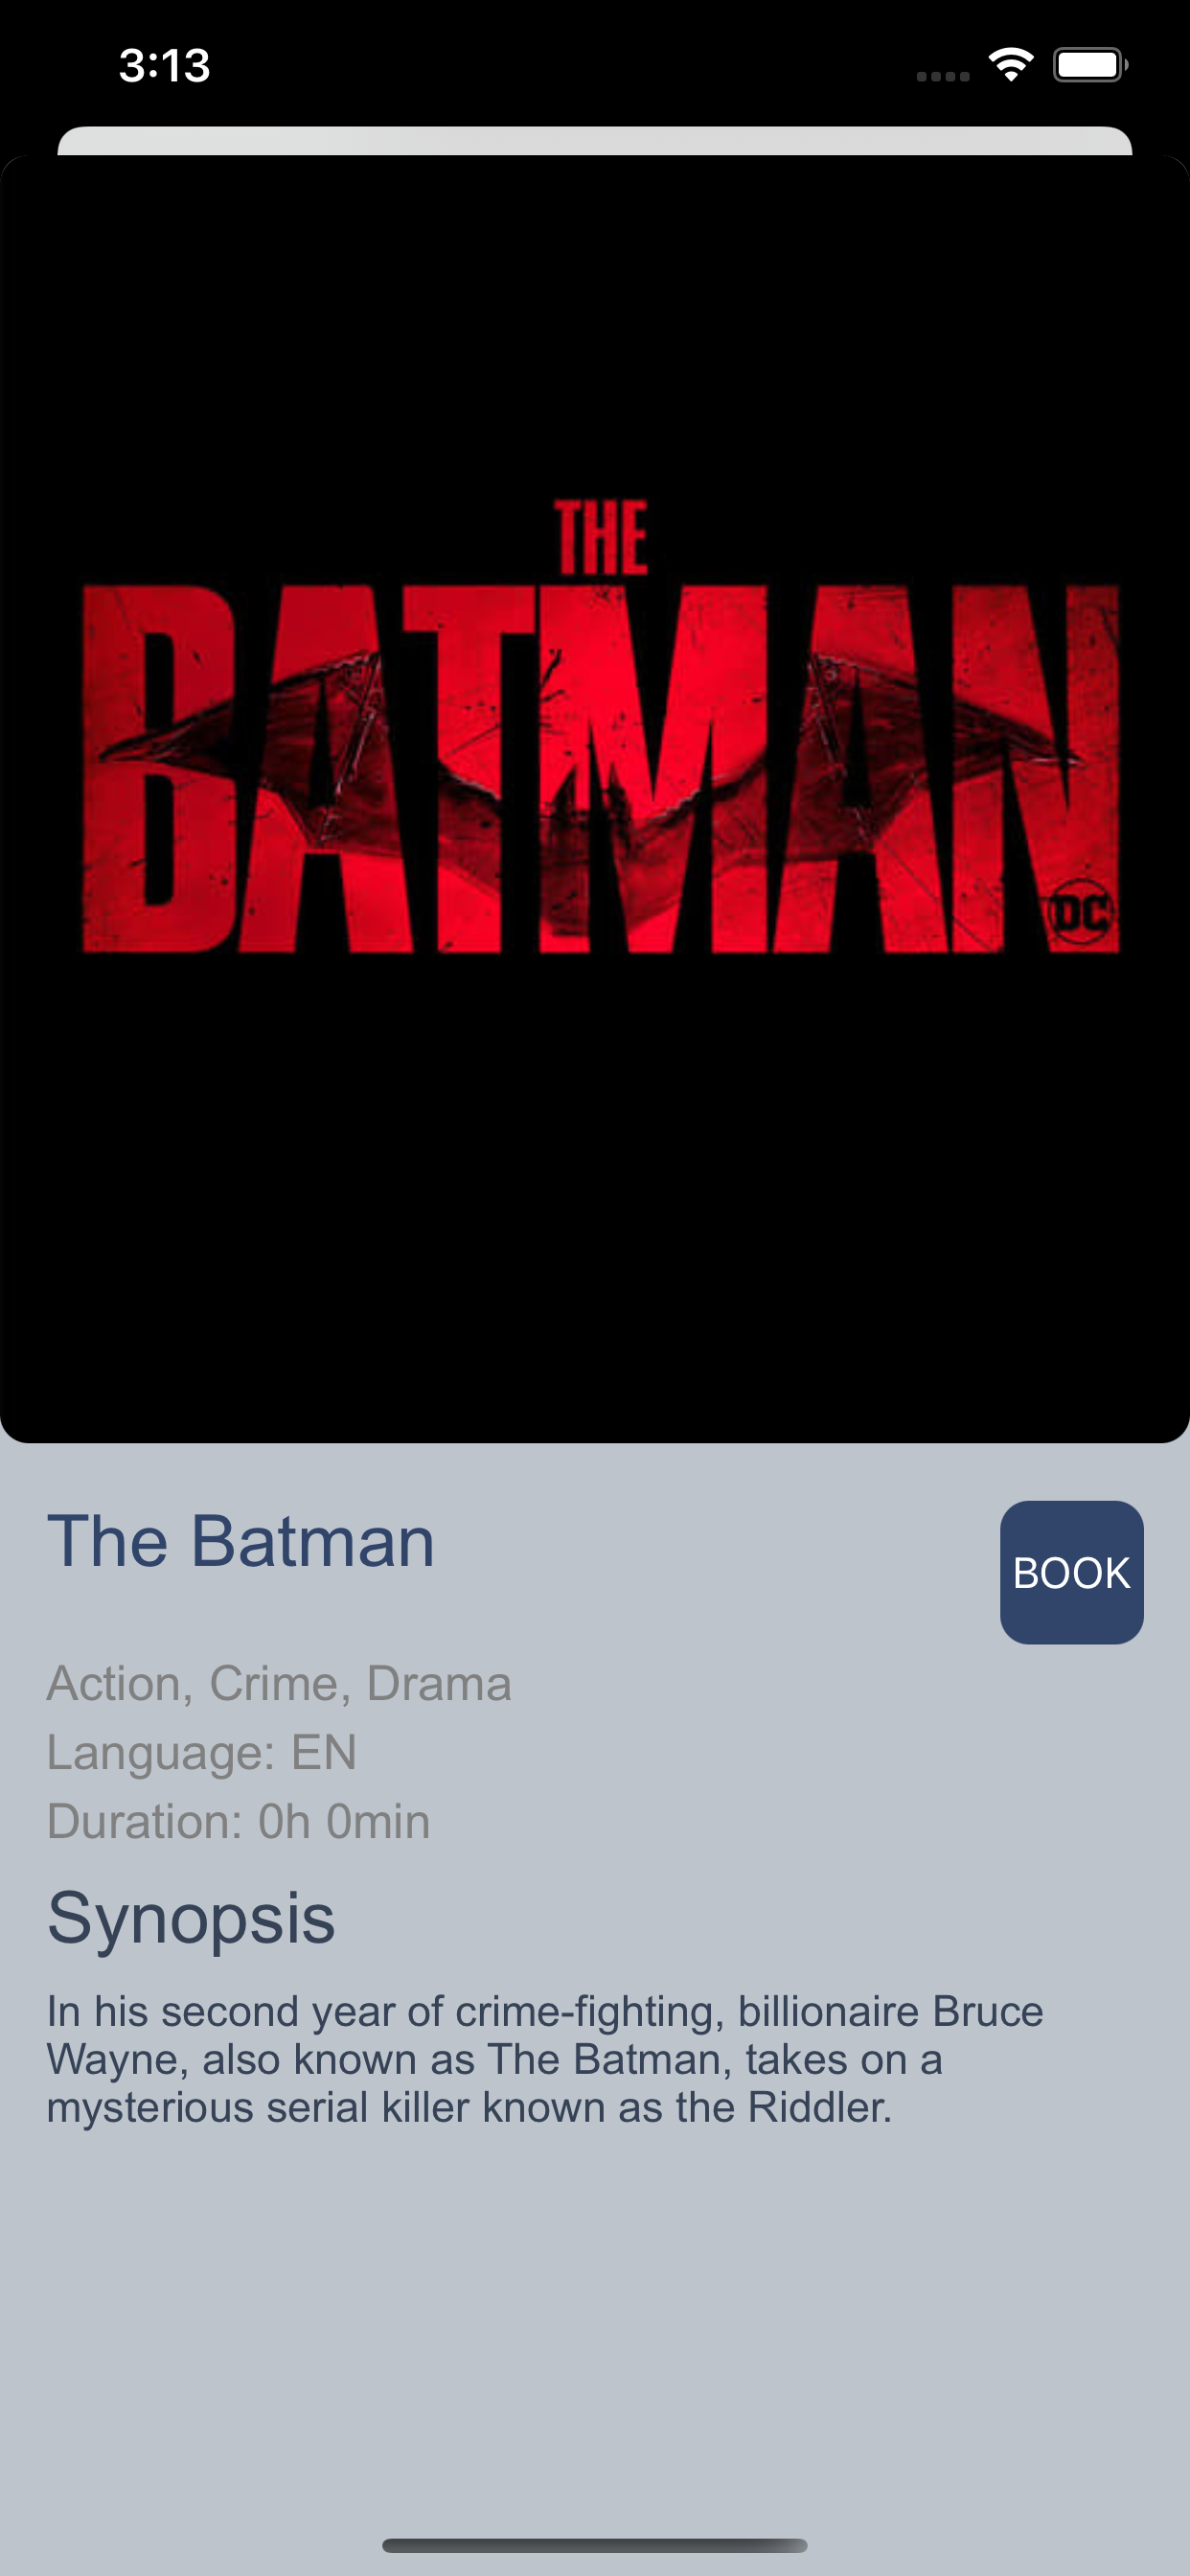 3:13
THE
BATMAN
DC
The Batman
BOOK
Action, Crime, Drama
Language: EN
Duration: 0h 0min
Synopsis
In his second year of crime-fighting, billionaire Bruce
Wayne, also known as The Batman, takes on a
mysterious serial killer known as the Riddler.